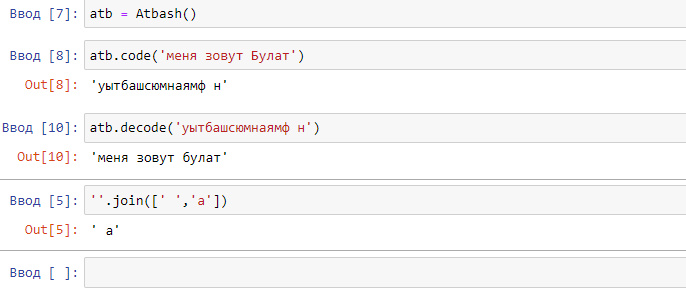 Ввод [7]: atb = Atbash()
Ввод [8]: atb.code('меня зовут Булат')
Out[8]: 'уытбашсюмнаямф н'
Ввод [10]: atb.decode('уытбашсюмнаямф н')
Out[10]: 'меня зовут булат'
Ввод [5]: ''.join([' ','а'])
Out[5]: ' а'
Ввод [ ]: